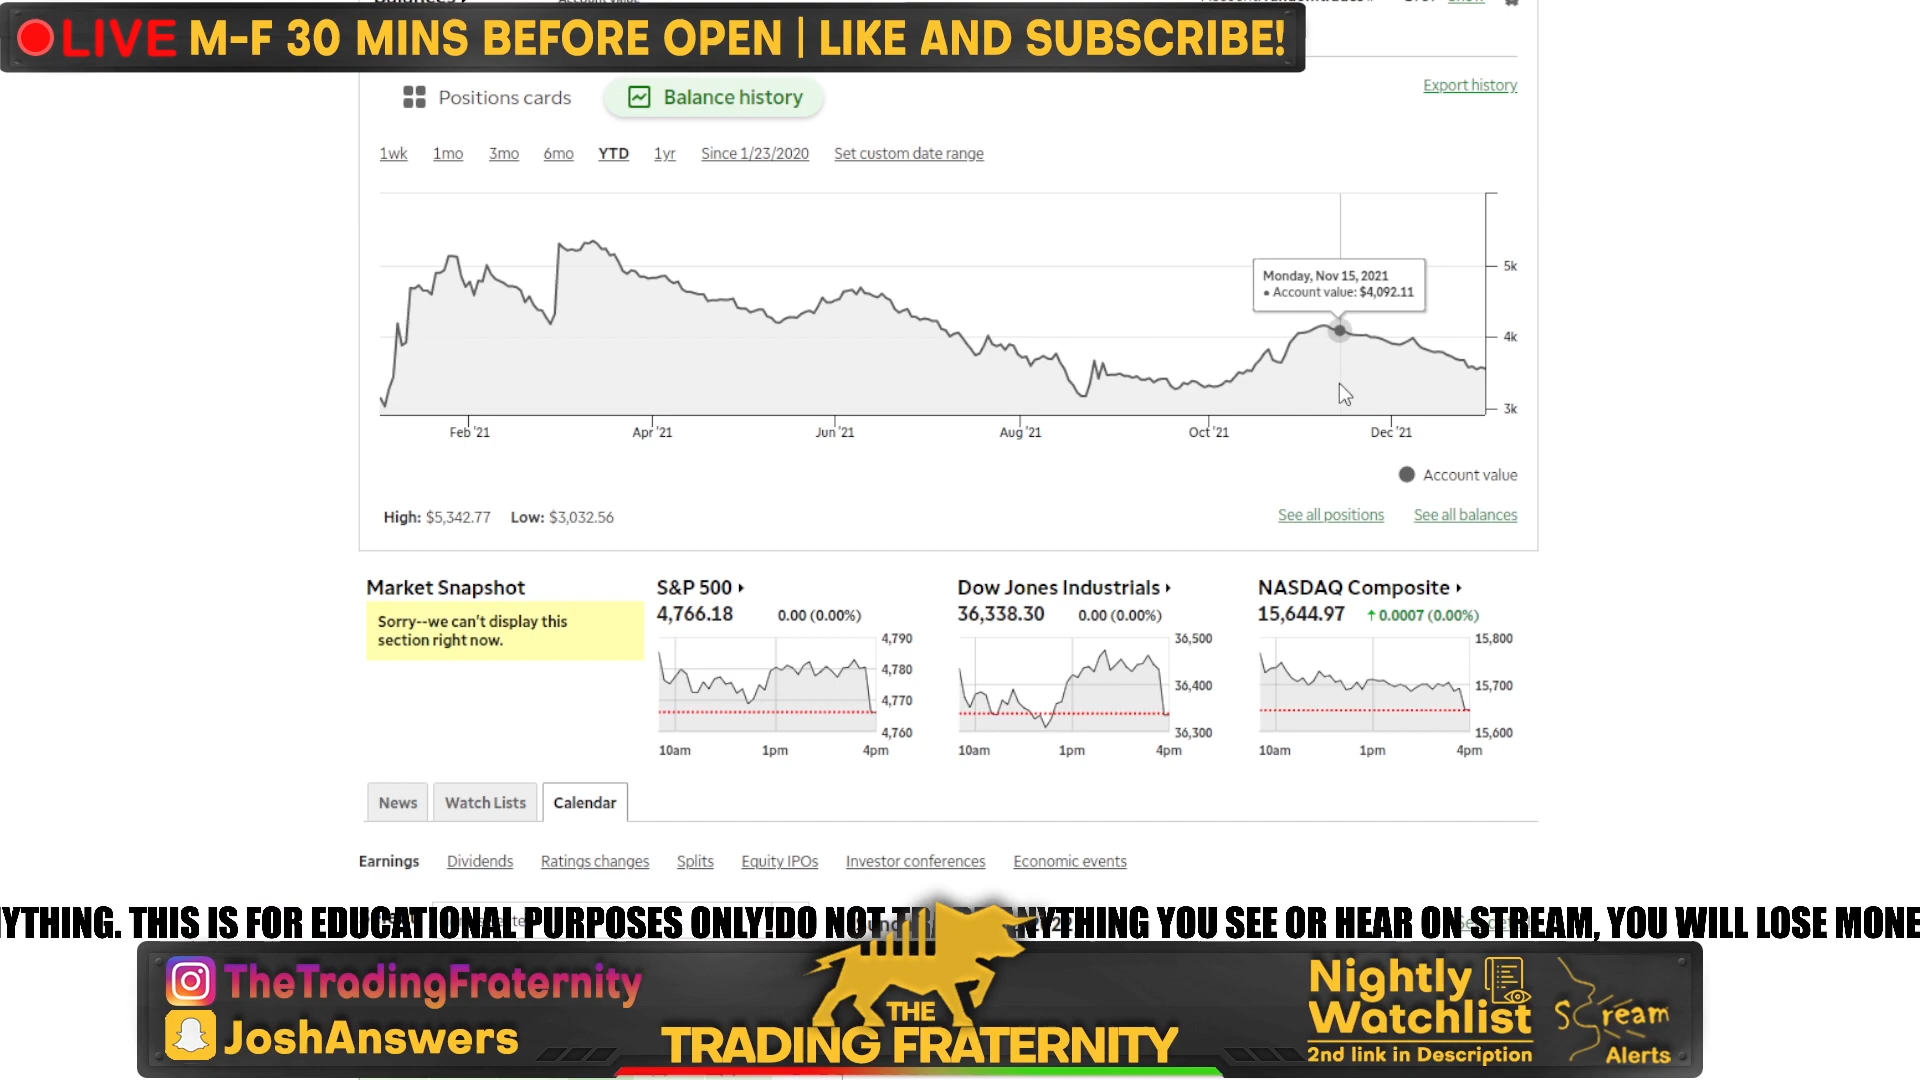 LIVE M-F 30 MINS BEFORE OPEN | LIKE AND SUBSCRIBE!
Export history
Positions cards
Balance history
1wk 1mo 3mo 6mo YTD 1yr Since 1/23/2020 Set custom date range
5k
Monday, Nov 15, 2021
• Account value: $4,092.11
4k
3k
Feb '21 Apr '21 Jun '21 Aug '21 Oct '21 Dec '21
Account value
High: $5,342.77 Low: $3,032.56
See all positions See all balances
Market Snapshot
Sorry--we can't display this
section right now.
S&P 500
4,766.18 0.00 (0.00%)
4,790
4,780
4,770
4,760
10am 1pm 4pm
Dow Jones Industrials
36,338.30 0.00 (0.00%)
36,500
36,400
36,300
10am 1pm 4pm
NASDAQ Composite
15,644.97 0.0007 (0.00%)
15,800
15,700
15,600
10am 1pm 4pm
News Watch Lists Calendar
Earnings Dividends Ratings changes Splits Equity IPOs Investor conferences Economic events
YTHING. THIS IS FOR EDUCATIONAL PURPOSES ONLY!DO NOT ANYTHING YOU SEE OR HEAR ON STREAM, YOU WILL LOSE MONE
TheTradingFraternity
JoshAnswers
THE
TRADING FRATERNITY
Nightly
Watchlist
2nd link in Description
Scream
Alerts